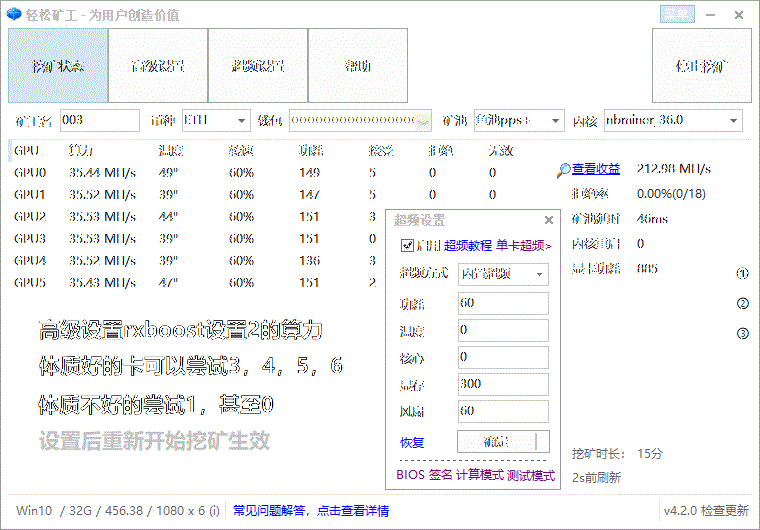 轻松矿工 - 为用户创造价值 菜单
挖矿状态 高级设置 超频设置 帮助 停止挖矿
矿工名 003 币种 ETH 钱包 矿池 鱼池pps+ 内核 nbminer_36.0
GPU 算力 温度 转速 功耗 接受 拒绝 无效
GPU0 35.44 MH/s 49° 60% 149 5 0 0
GPU1 35.52 MH/s 39° 60% 147 5 0 0
GPU2 35.53 MH/s 44° 60% 151 3
GPU3 35.53 MH/s 39° 60% 151 0
GPU4 35.52 MH/s 39° 60% 136 3
GPU5 35.43 MH/s 47° 60% 151 2
查看收益 212.98 MH/s
拒绝率 0.00%(0/18)
矿池延时 46ms
内核重启 0
显卡功耗 885
①
②
③
超频设置
启用 超频教程 单卡超频>
超频方式 内置超频
功耗 60
温度 0
核心 0
显存 300
风扇 60
恢复 确定
BIOS 签名 计算模式 测试模式
高级设置rxboost设置2的算力
体质好的卡可以尝试3，4，5，6
体质不好的尝试1，甚至0
设置后重新开始挖矿生效
挖矿时长： 15分
2s前刷新
Win10 / 32G / 456.38 / 1080 x 6 (i) 常见问题解答，点击查看详情 v4.2.0 检查更新